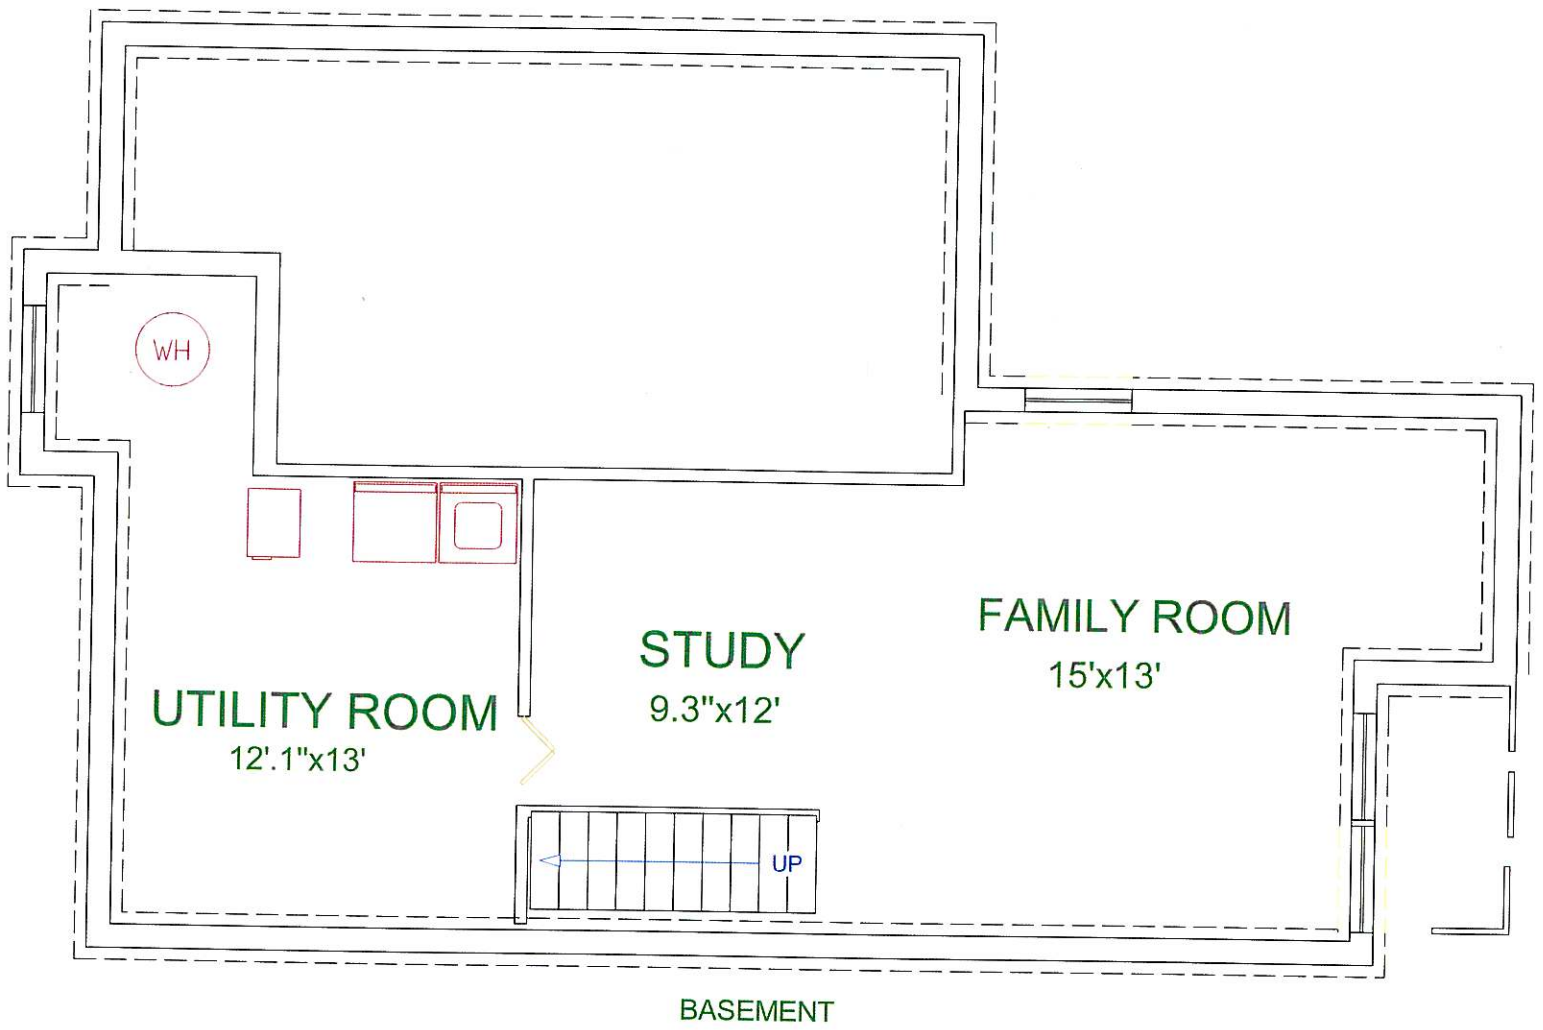 WH
FAMILY ROOM
15'x13'
STUDY
9.3"x12'
UTILITY ROOM
12'.1"x13'
UP
BASEMENT